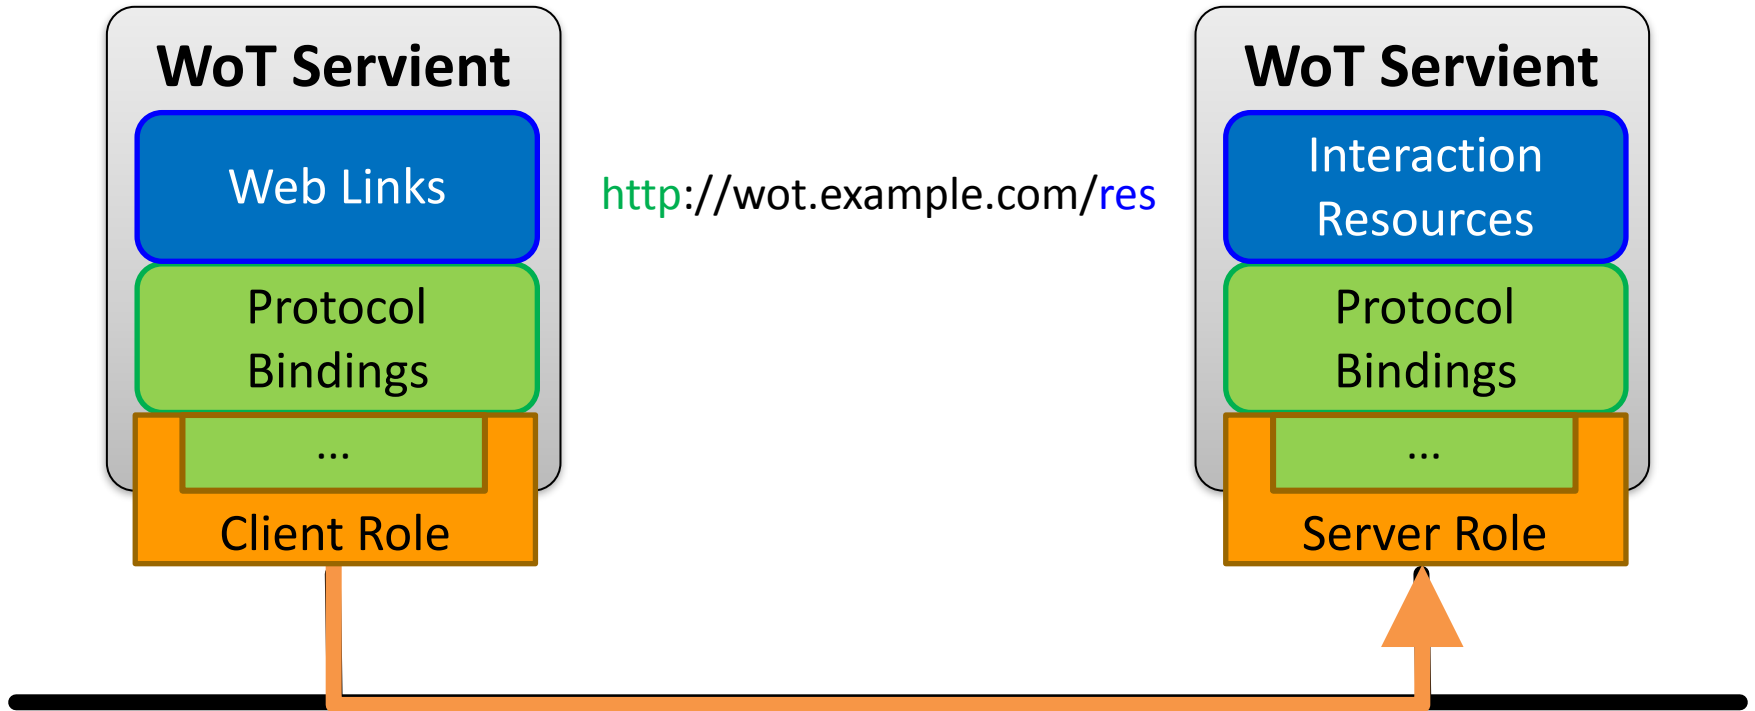 WoT Servient
Web Links
Protocol
Bindings
...
Client Role
http://wot.example.com/res
WoT Servient
Interaction
Resources
Protocol
Bindings
...
Server Role